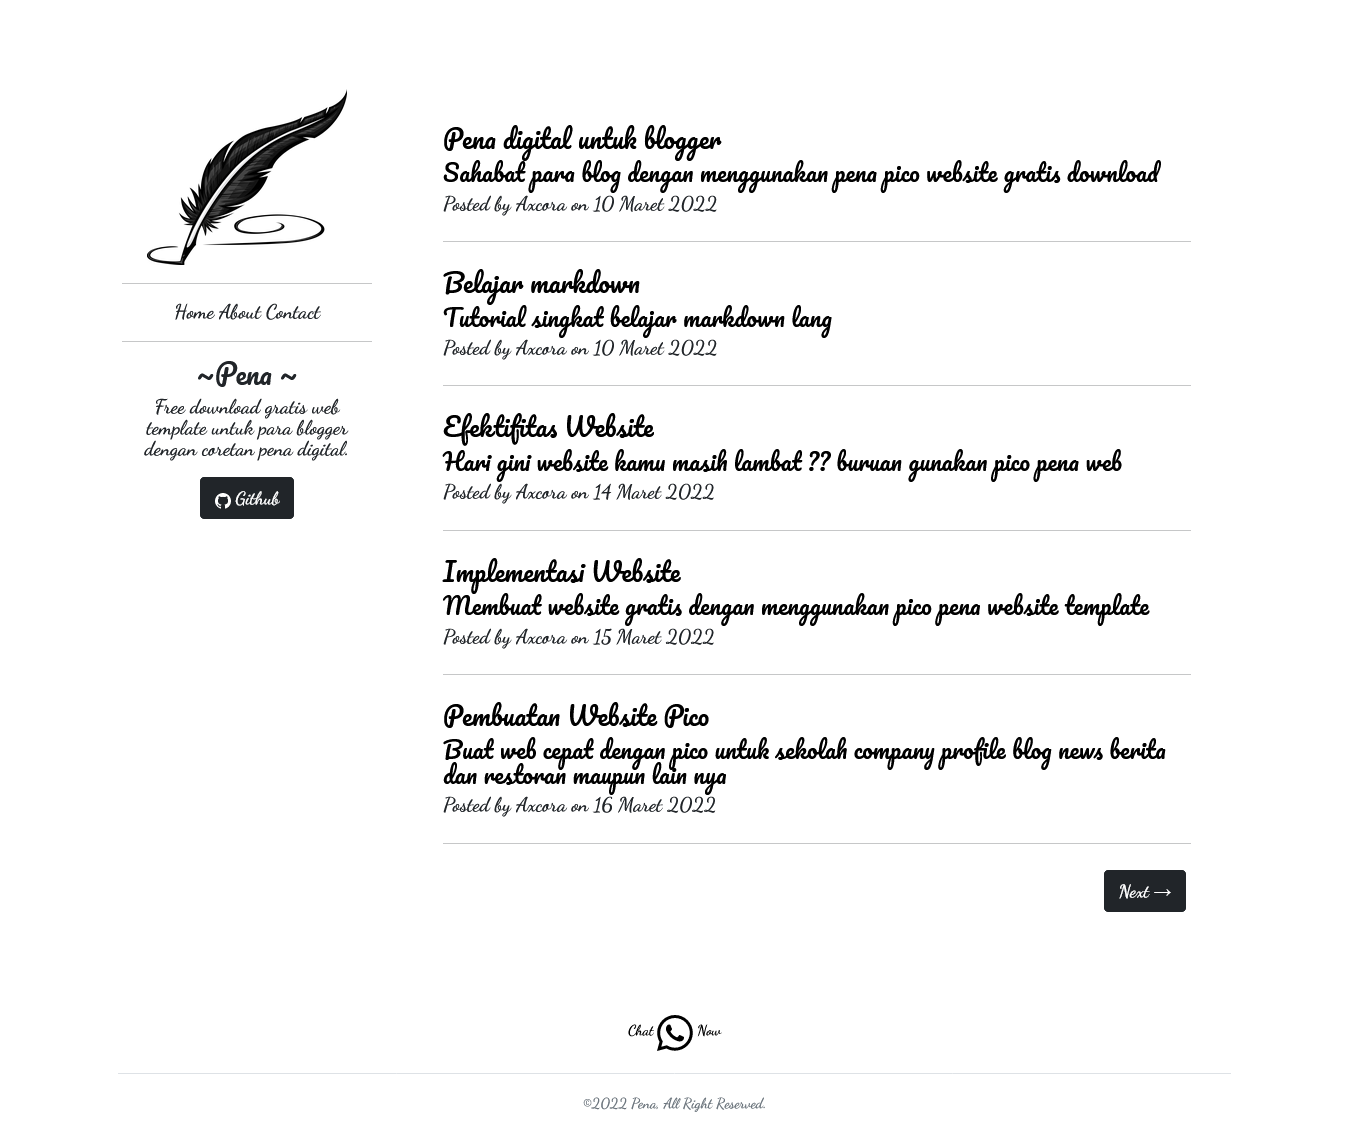 Home About Contact
~Pena ~
Free download gratis web
template untuk para blogger
dengan coretan pena digital.
Github
Pena digital untuk blogger
Sahabat para blog dengan menggunakan pena pico website gratis download
Posted by Axcora on 10 Maret 2022
Belajar markdown
Tutorial singkat belajar markdown lang
Posted by Axcora on 10 Maret 2022
Efektifitas Website
Hari gini website kamu masih lambat ?? buruan gunakan pico pena web
Posted by Axcora on 14 Maret 2022
Implementasi Website
Membuat website gratis dengan menggunakan pico pena website template
Posted by Axcora on 15 Maret 2022
Pembuatan Website Pico
Buat web cepat dengan pico untuk sekolah company profile blog news berita
dan restoran maupun lain nya
Posted by Axcora on 16 Maret 2022
Next →
Chat Now
©2022 Pena. All Right Reserved.